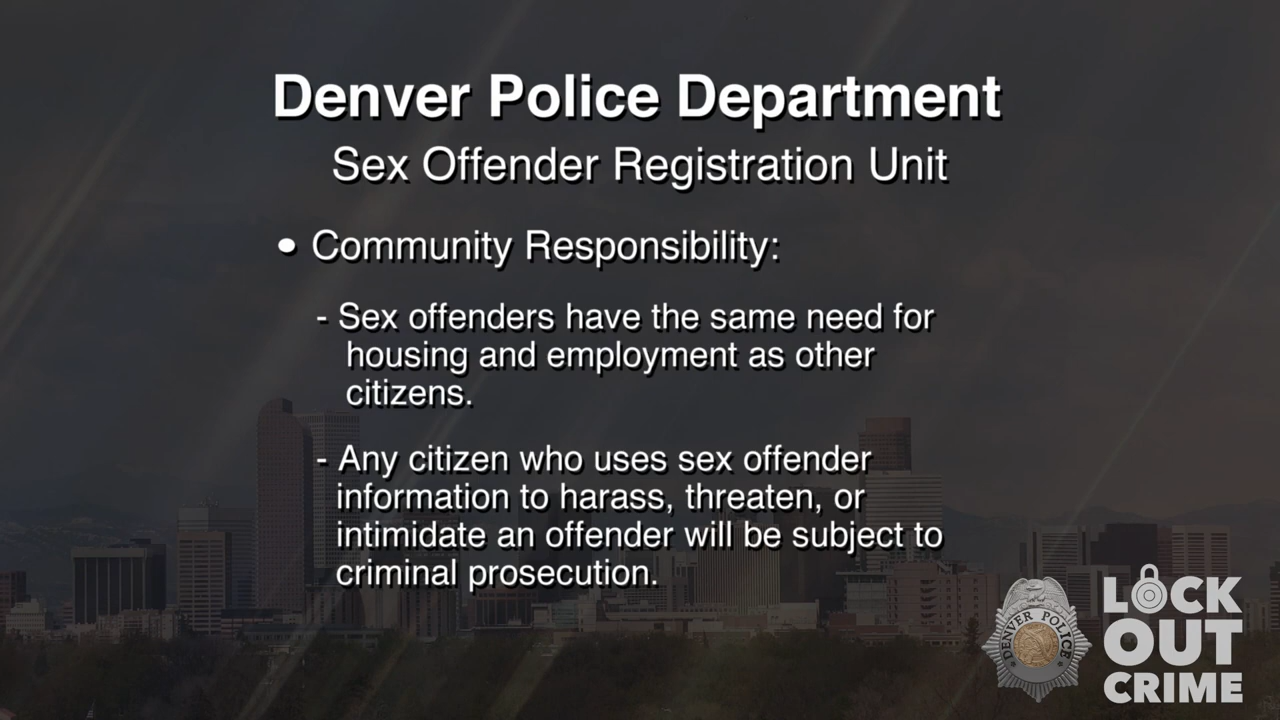 Denver Police Department
Sex Offender Registration Unit
• Community Responsibility:
- Sex offenders have the same need for
housing and employment as other
citizens.
- Any citizen who uses sex offender
information to harass, threaten, or
intimidate an offender will be subject to
criminal prosecution.
DENVER POLICE
LOCK
OUT
CRIME